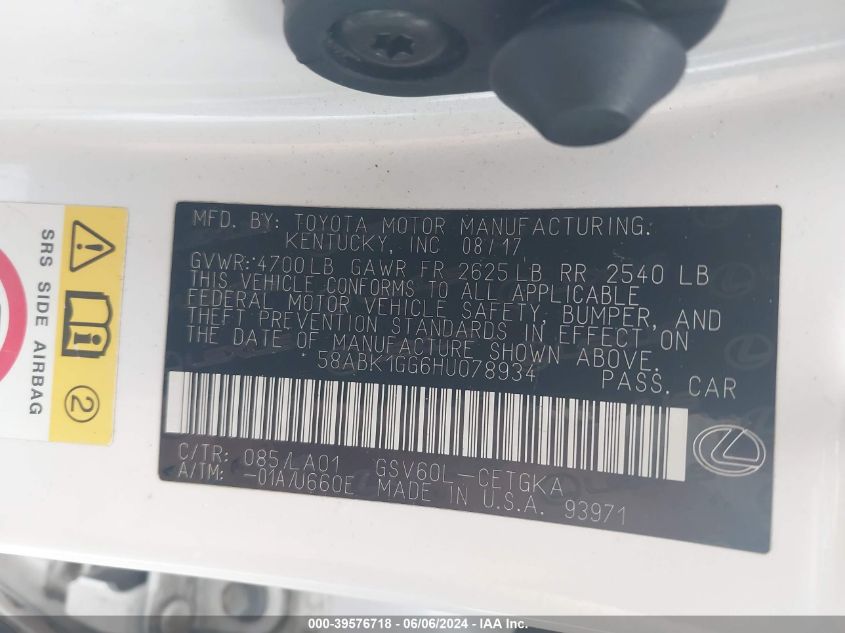 MFD. BY: TOYOTA MOTOR MANUFACTURING.
KENTUCKY, INC 08/17
GVWR: 4700LB GAWR FR 2625LB RR 2540 LB
THIS VEHICLE CONFORMS TO ALL APPLICABLE
FEDERAL MOTOR VEHICLE SAFETY, BUMPER, AND
THEFT PREVENTION STANDARDS IN EFFECT ON
THE DATE OF MANUFACTURE SHOWN ABOVE.
58ABK1GG6HU078934 PASS. CAR
C/TR: 085/LA01 GSV60L-CETGKA
A/TM: -01A/U660E MADE IN U.S.A. 93971
SRS SIDE AIRBAG
2
000-39576718 - 06/06/2024 - IAA Inc.